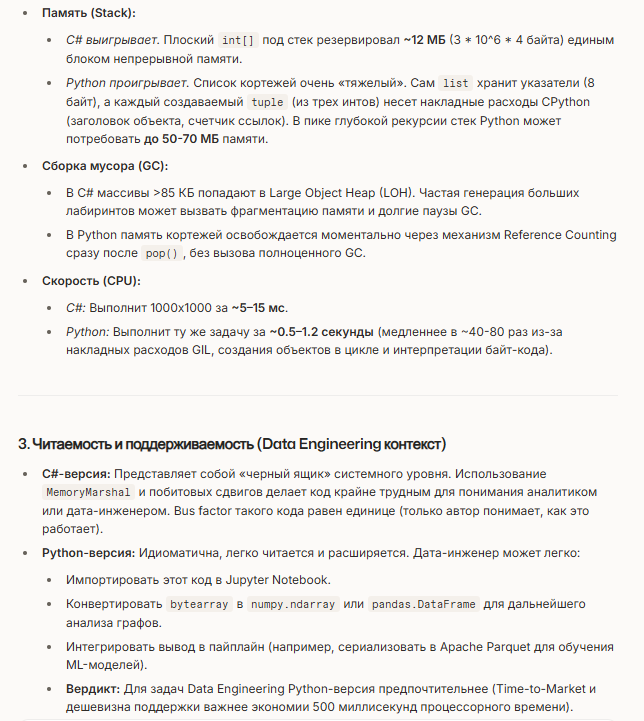 Память (Stack):
C# выигрывает. Плоский int[] под стек резервировал ~12 МБ (3 * 10^6 * 4 байта) единым
блоком непрерывной памяти.
Python проигрывает. Список кортежей очень «тяжелый». Сам list хранит указатели (8
байт), а каждый создаваемый tuple (из трех интов) несет накладные расходы CPython
(заголовок объекта, счетчик ссылок). В пике глубокой рекурсии стек Python может
потребовать до 50-70 МБ памяти.
Сборка мусора (GC):
В C# массивы >85 КБ попадают в Large Object Heap (LOH). Частая генерация больших
лабиринтов может вызвать фрагментацию памяти и долгие паузы GC.
В Python память кортежей освобождается моментально через механизм Reference Counting
сразу после pop(), без вызова полноценного GC.
Скорость (CPU):
C#: Выполнит 1000x1000 за ~5–15 мс.
Python: Выполнит ту же задачу за ~0.5–1.2 секунды (медленнее в ~40-80 раз из-за
накладных расходов GIL, создания объектов в цикле и интерпретации байт-кода).
3. Читаемость и поддерживаемость (Data Engineering контекст)
C#-версия: Представляет собой «черный ящик» системного уровня. Использование
MemoryMarshal и побитовых сдвигов делает код крайне трудным для понимания аналитиком
или дата-инженером. Bus factor такого кода равен единице (только автор понимает, как это
работает).
Python-версия: Идиоматична, легко читается и расширяется. Дата-инженер может легко:
Импортировать этот код в Jupyter Notebook.
Конвертировать bytearray в numpy.ndarray или pandas.DataFrame для дальнейшего
анализа графов.
Интегрировать вывод в пайплайн (например, сериализовать в Apache Parquet для обучения
ML-моделей).
Вердикт: Для задач Data Engineering Python-версия предпочтительнее (Time-to-Market и
дешевизна поддержки важнее экономии 500 миллисекунд процессорного времени).